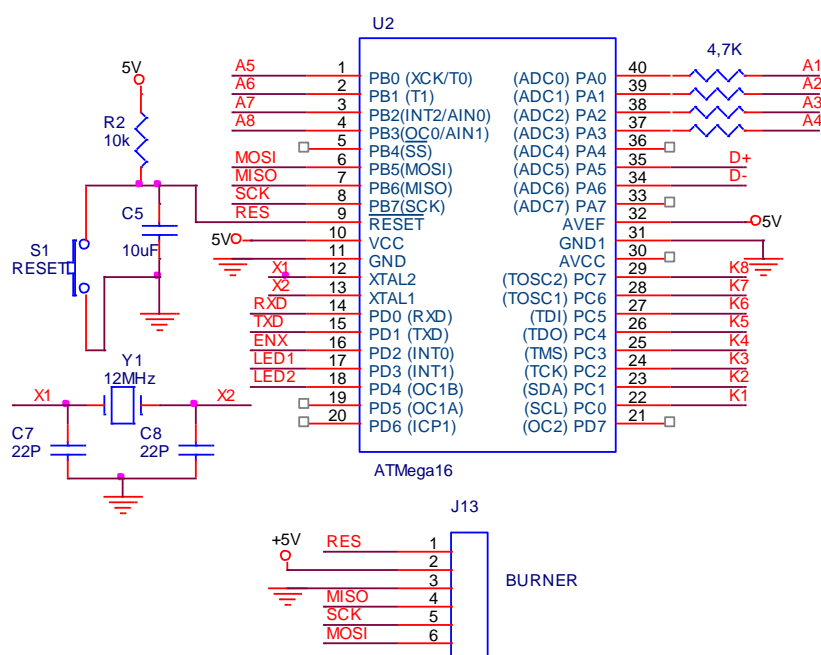 U2
ATMega16
5V
R2
10k
S1
RESET
C5
10uF
5V
A5 1 PB0 (XCK/T0)
A6 2 PB1 (T1)
A7 3 PB2(INT2/AIN0)
A8 4 PB3(OC0/AIN1)
5 PB4(SS)
MOSI 6 PB5(MOSI)
MISO 7 PB6(MISO)
SCK 8 PB7(SCK)
RES 9 RESET
10 VCC
11 GND
X1 12 XTAL2
X2 13 XTAL1
RXD 14 PD0 (RXD)
TXD 15 PD1 (TXD)
ENX 16 PD2 (INT0)
LED1 17 PD3 (INT1)
LED2 18 PD4 (OC1B)
19 PD5 (OC1A)
20 PD6 (ICP1)
4,7K
(ADC0) PA0 40 A1
(ADC1) PA1 39 A2
(ADC2) PA2 38 A3
(ADC3) PA3 37 A4
(ADC4) PA4 36
(ADC5) PA5 35 D+
(ADC6) PA6 34 D-
(ADC7) PA7 33
AVEF 32 5V
GND1 31
AVCC 30
(TOSC2) PC7 29 K8
(TOSC1) PC6 28 K7
(TDI) PC5 27 K6
(TDO) PC4 26 K5
(TMS) PC3 25 K4
(TCK) PC2 24 K3
(SDA) PC1 23 K2
(SCL) PC0 22 K1
(OC2) PD7 21
Y1
12MHz
X1
X2
C7
22P
C8
22P
J13
BURNER
+5V
RES 1
2
3
MISO 4
SCK 5
MOSI 6